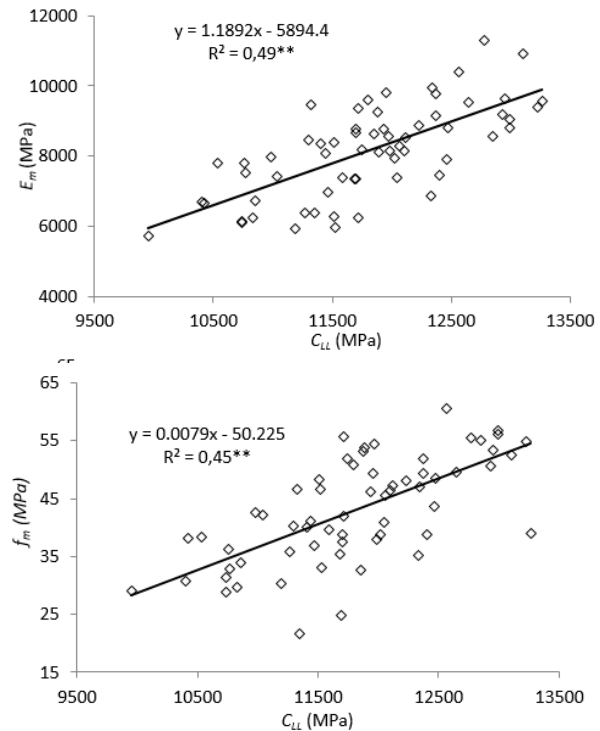 12000
y = 1.1892x - 5894.4
R² = 0,49**
10000
Em (MPa)
8000
6000
4000
9500 10500 11500 12500 13500
CLL (MPa)
65
y = 0.0079x - 50.225
R² = 0,45**
55
fm (MPa)
45
35
25
15
9500 10500 11500 12500 13500
CLL (MPa)